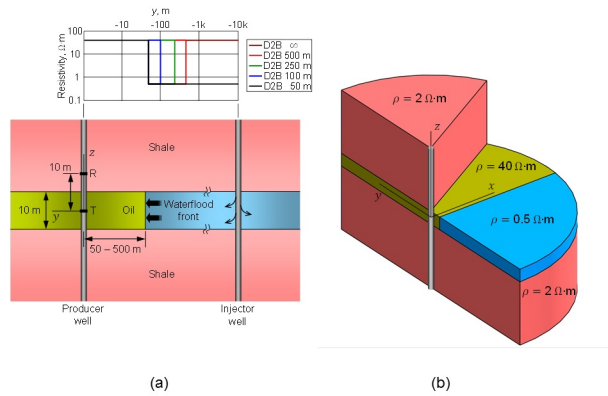 y, m
-10 -100 -1k -10k
100
10
1
0.1
Resistivity, Ω·m
D2B ∞
D2B 500 m
D2B 250 m
D2B 100 m
D2B 50 m
Shale
z
10 m
R
10 m
y
T
Oil
Waterflood
front
50 – 500 m
Shale
Producer
well
Injector
well
(a)
ρ = 2 Ω·m
z
ρ = 40 Ω·m
y
x
ρ = 0.5 Ω·m
ρ = 2 Ω·m
(b)